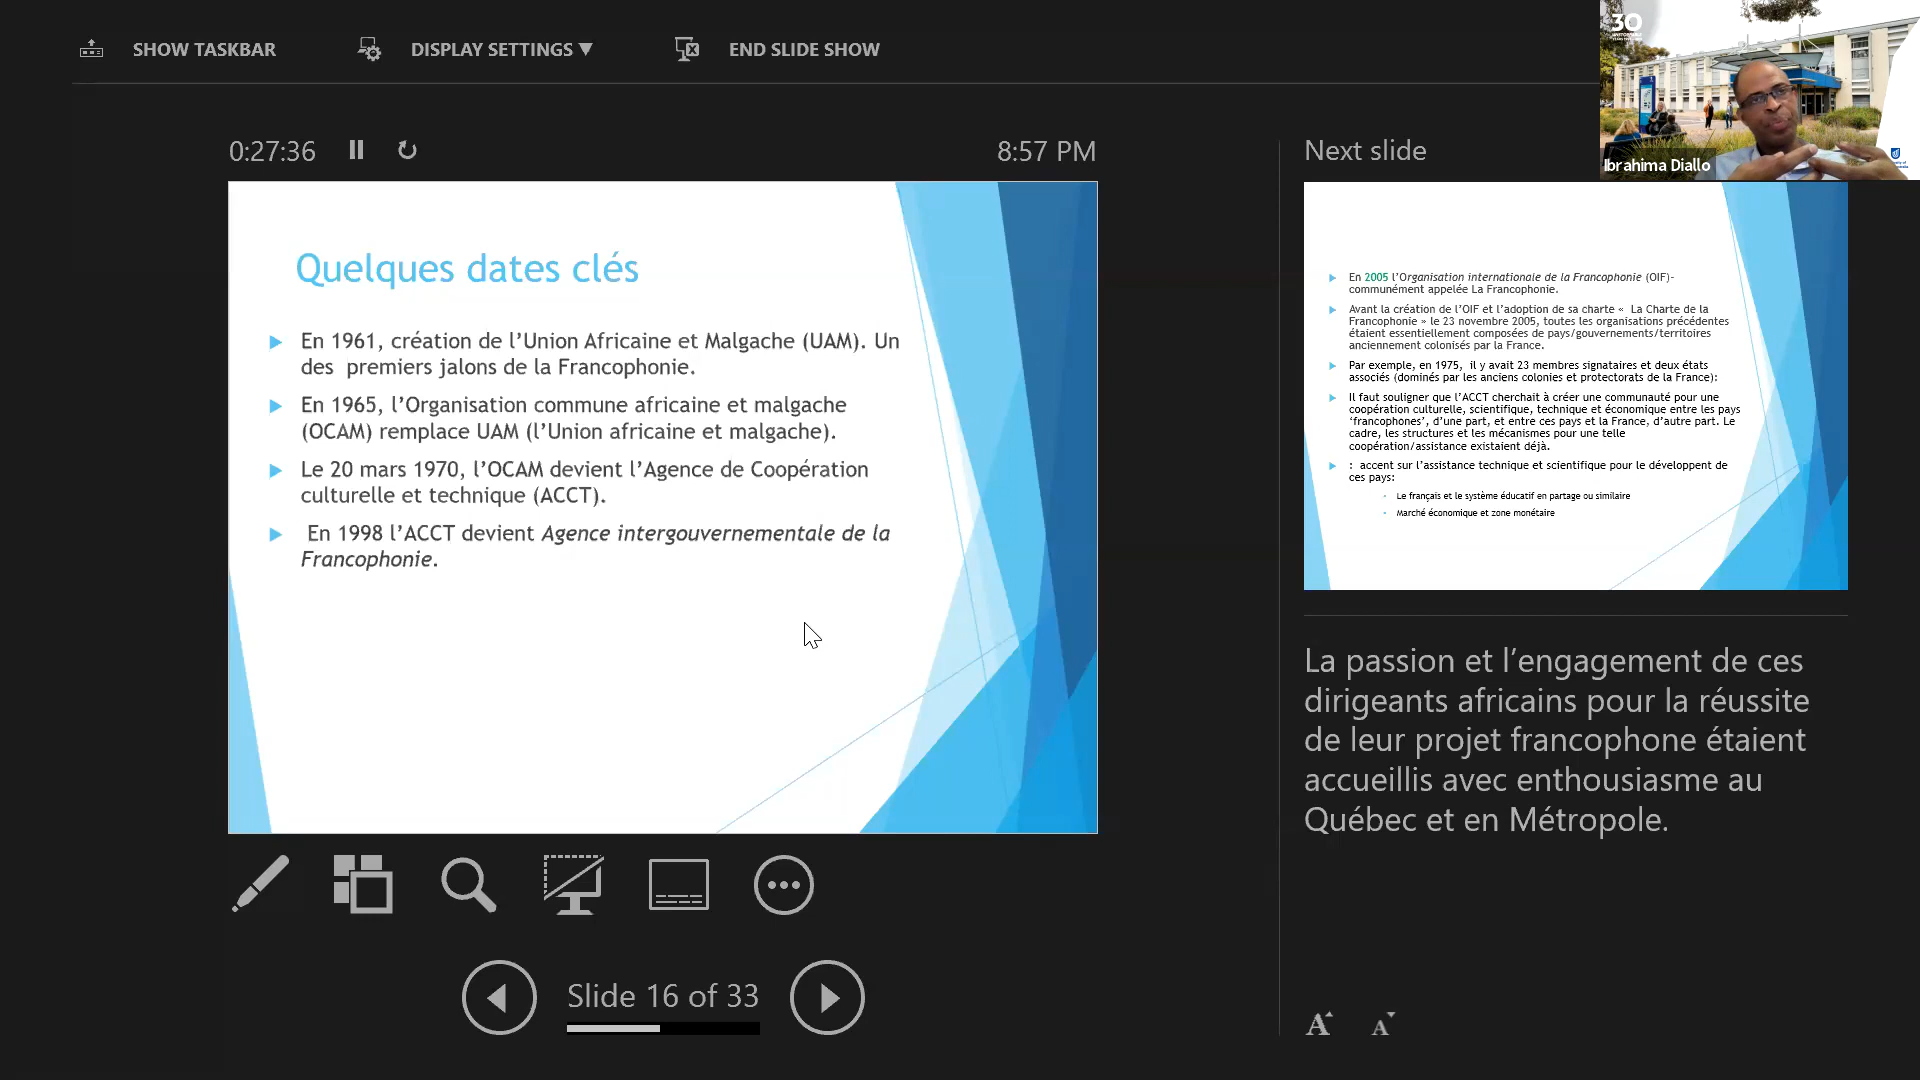 SHOW TASKBAR
DISPLAY SETTINGS ▼
END SLIDE SHOW
30
Ibrahima Diallo
0:27:36
8:57 PM
Quelques dates clés
En 1961, création de l’Union Africaine et Malgache (UAM). Un
des premiers jalons de la Francophonie.
En 1965, l’Organisation commune africaine et malgache
(OCAM) remplace UAM (l’Union africaine et malgache).
Le 20 mars 1970, l’OCAM devient l’Agence de Coopération
culturelle et technique (ACCT).
En 1998 l’ACCT devient Agence intergouvernementale de la
Francophonie.
Slide 16 of 33
Next slide
En 2005 l’Organisation internationale de la Francophonie (OIF)-
communément appelée La Francophonie.
Avant la création de l’OIF et l’adoption de sa charte « La Charte de la
Francophonie » le 23 novembre 2005, toutes les organisations précédentes
étaient essentiellement composées de pays/gouvernements/territoires
anciennement colonisés par la France.
Par exemple, en 1975, il y avait 23 membres signataires et deux états
associés (dominés par les anciens colonies et protectorats de la France):
Il faut souligner que l’ACCT cherchait à créer une communauté pour une
coopération culturelle, scientifique, technique et économique entre les pays
‘francophones’, d’une part, et entre ces pays et la France, d’autre part. Le
cadre, les structures et les mécanismes pour une telle
coopération/assistance existaient déjà.
: accent sur l’assistance technique et scientifique pour le développent de
ces pays:
Le français et le système éducatif en partage ou similaire
Marché économique et zone monétaire
La passion et l’engagement de ces
dirigeants africains pour la réussite
de leur projet francophone étaient
accueillis avec enthousiasme au
Québec et en Métropole.
A A